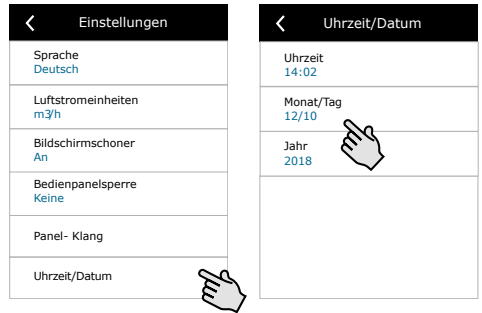 Einstellungen
Sprache
Deutsch
Luftstromeinheiten
m3/h
Bildschirmschoner
An
Bedienpanelsperre
Keine
Panel- Klang
Uhrzeit/Datum
Uhrzeit/Datum
Uhrzeit
14:02
Monat/Tag
12/10
Jahr
2018